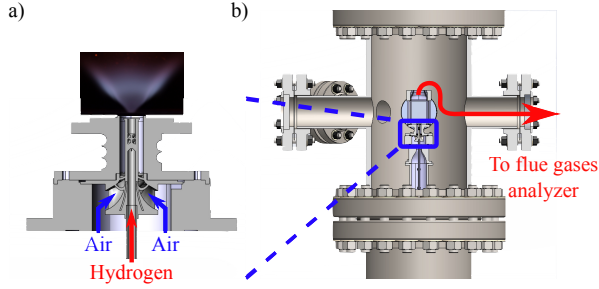 a)
b)
Air
Air
Hydrogen
To flue gases
analyzer